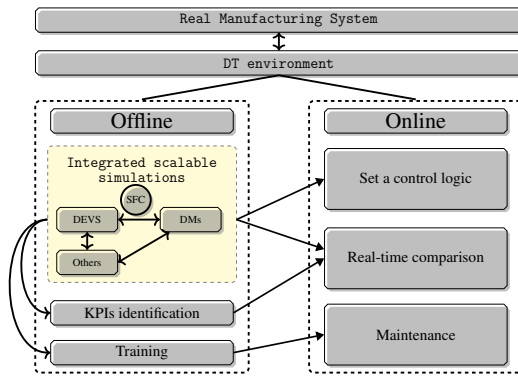 Real Manufacturing System
DT environment
Offline
Integrated scalable
simulations
SFC
DEVS
DMs
Others
KPIs identification
Training
Online
Set a control logic
Real-time comparison
Maintenance